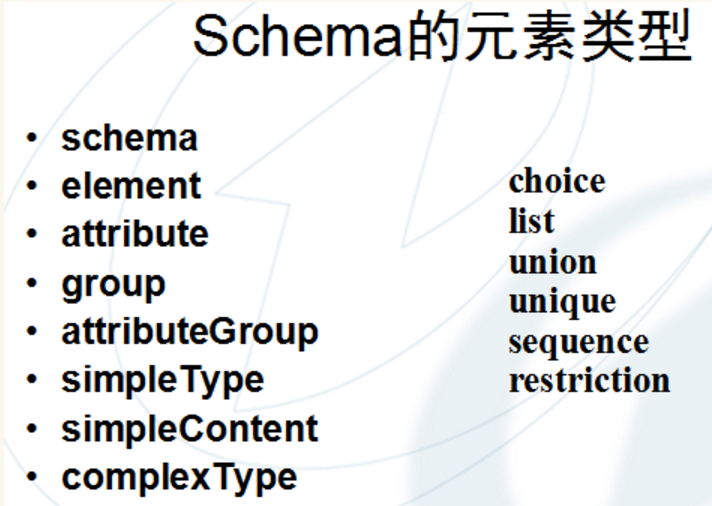 Schema的元素类型
• schema
• element
• attribute
• group
• attributeGroup
• simpleType
• simpleContent
• complexType
choice
list
union
unique
sequence
restriction